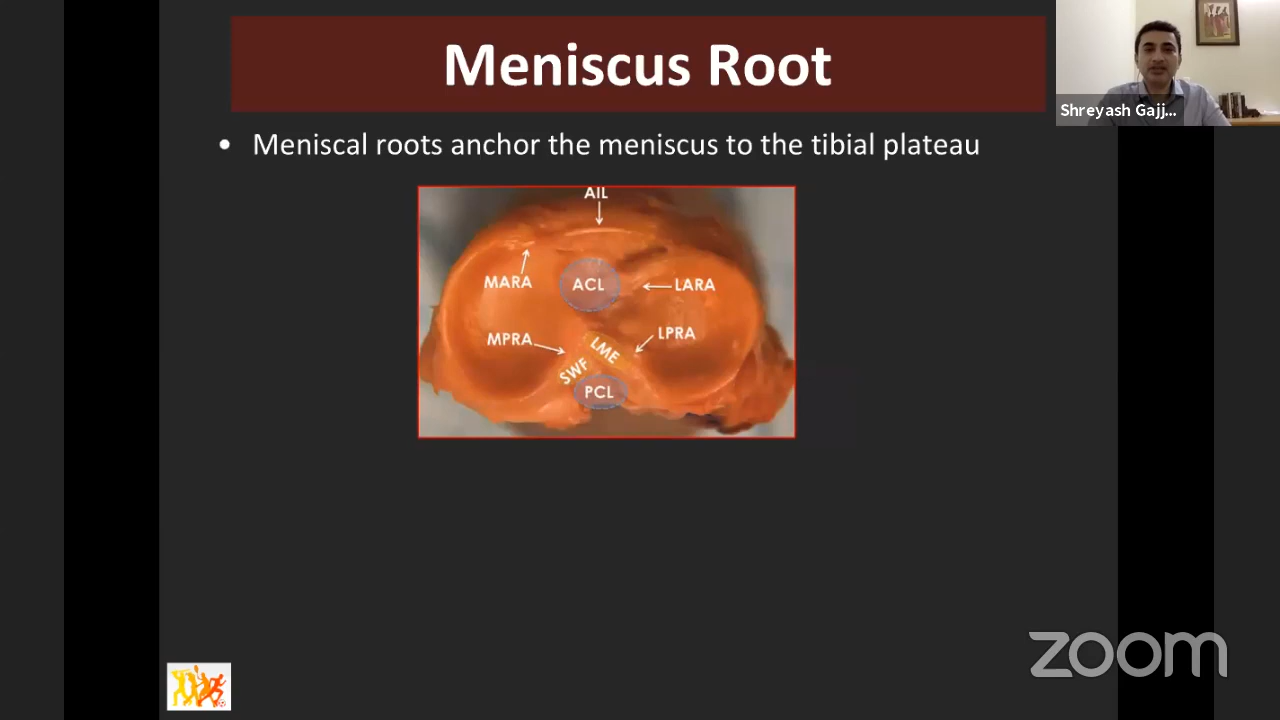 Meniscus Root
Shreyash Gajj...
• Meniscal roots anchor the meniscus to the tibial plateau
AIL
MARA
ACL
LARA
MPRA
LME
LPRA
SWF
PCL
zoom